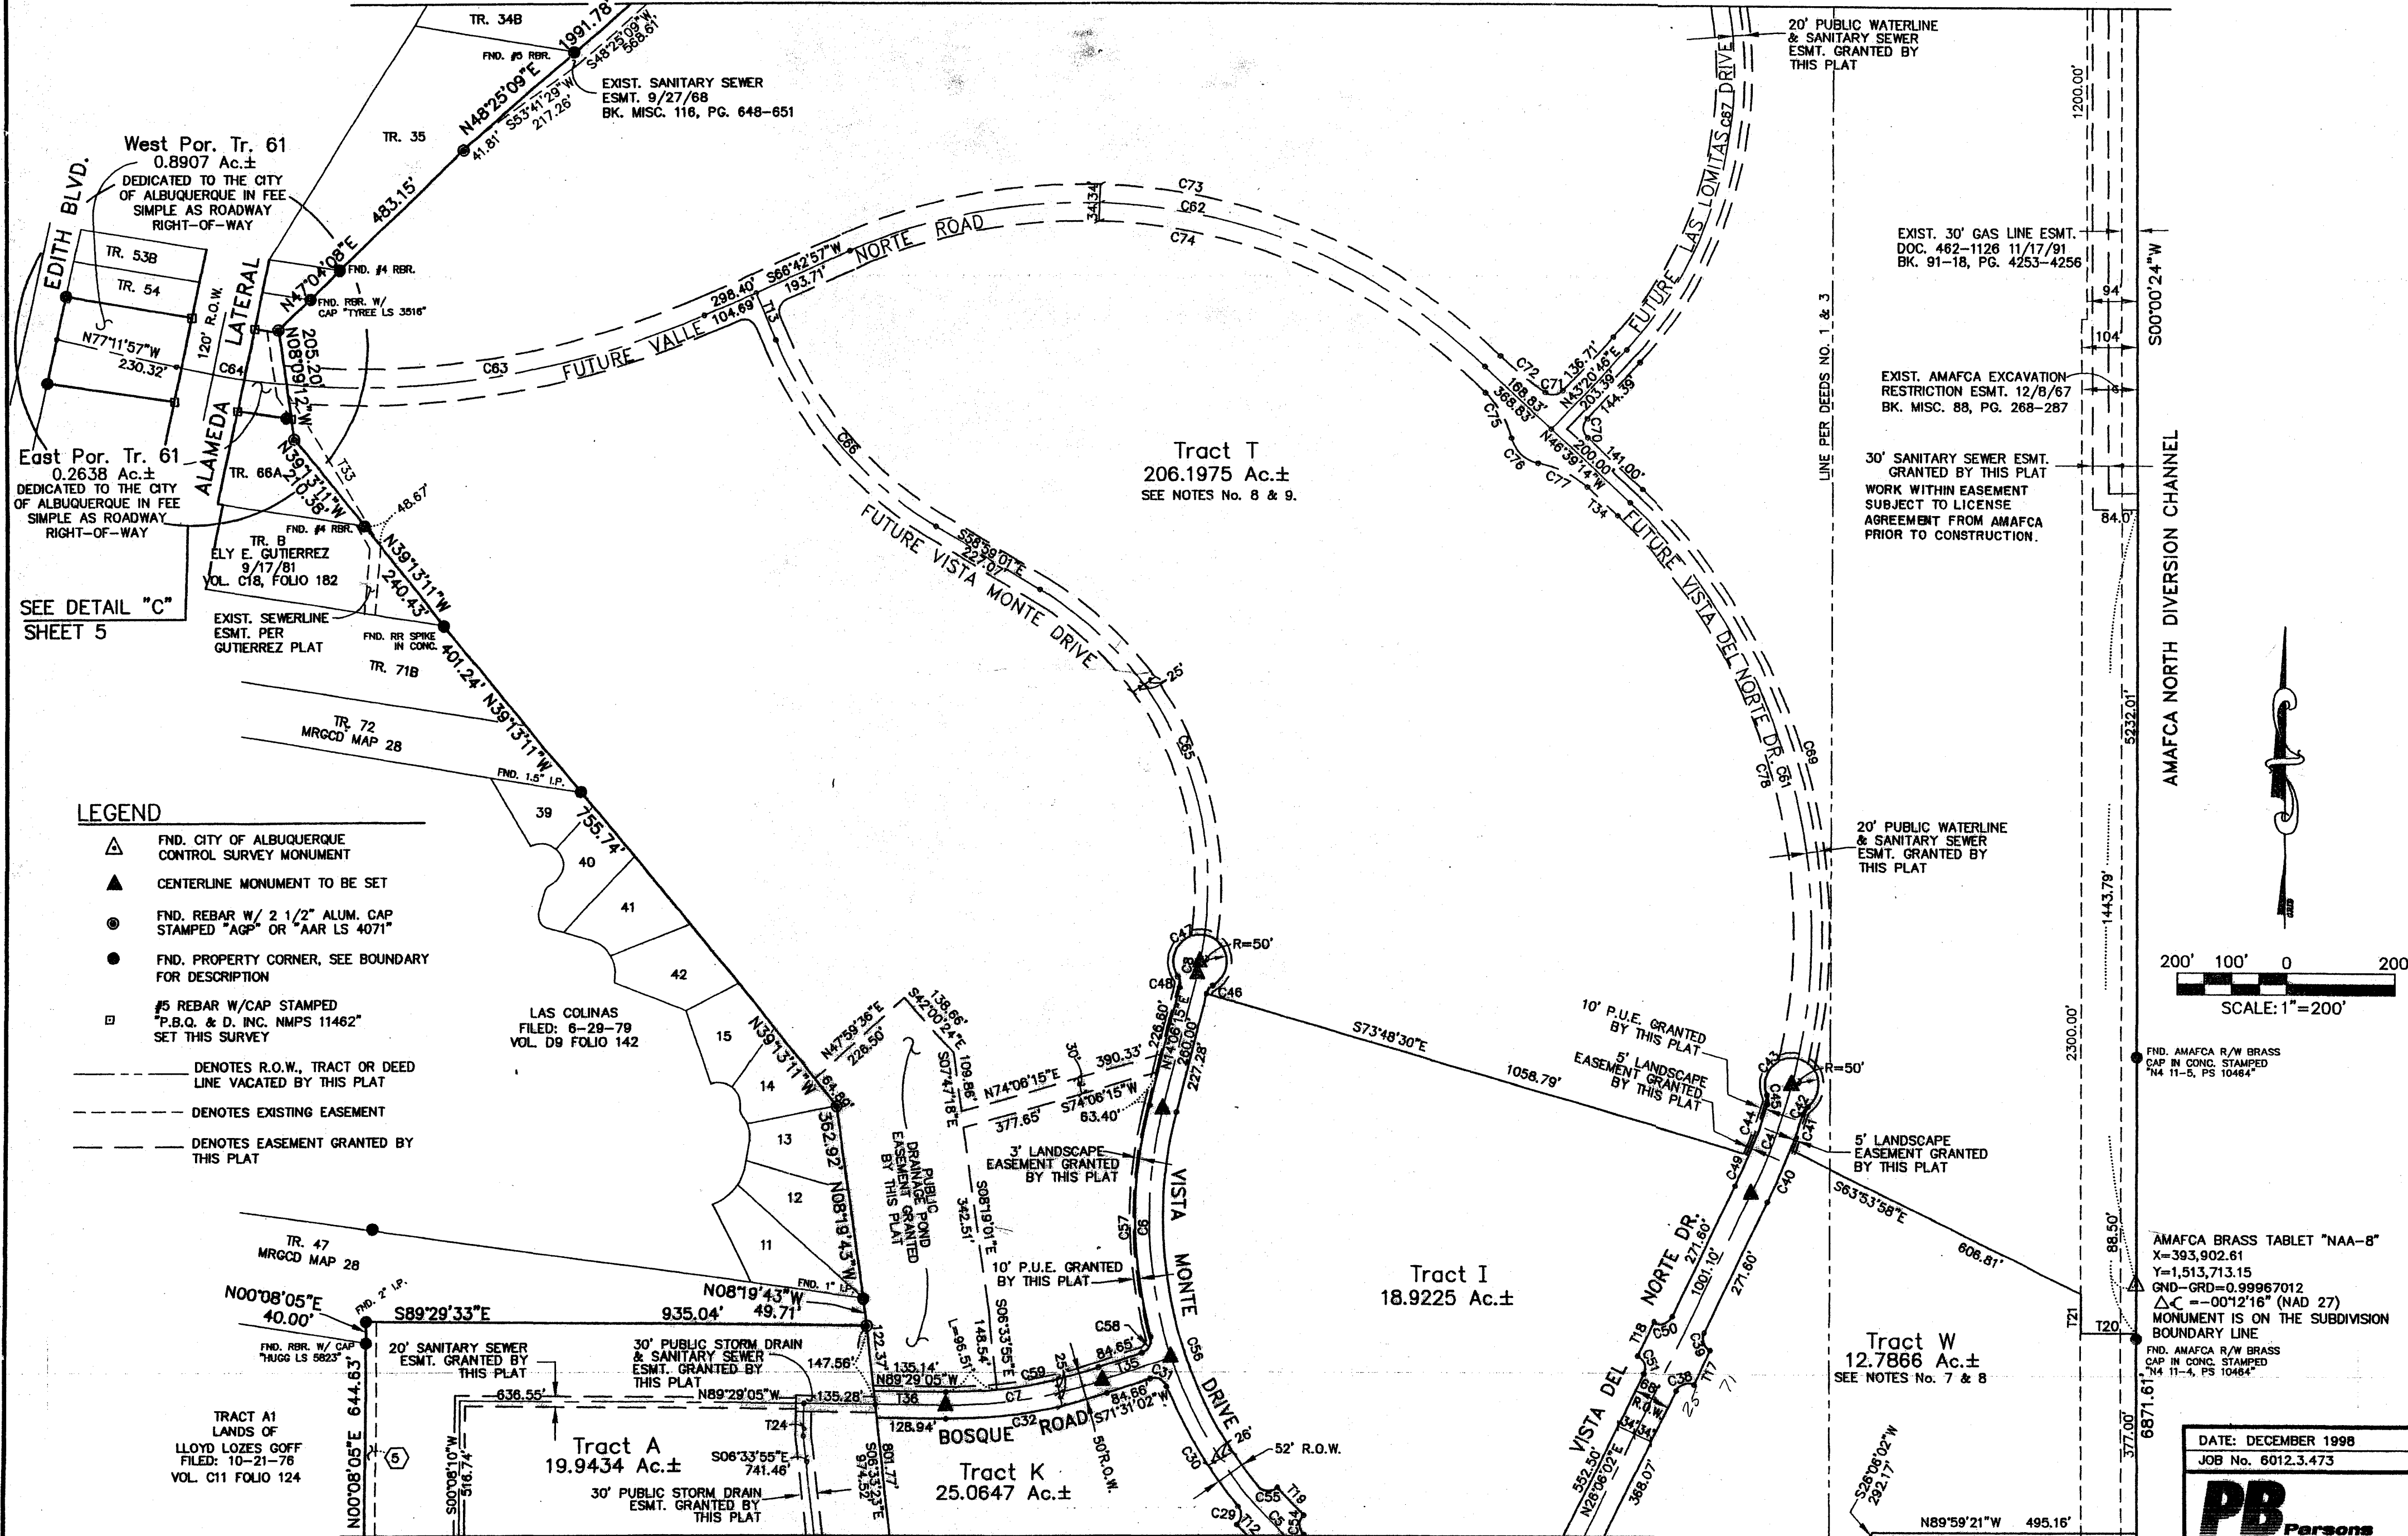 TR. 34B
1991.78'
FND. #5 RBR.
S48°25'09"W
568.61'
N48°25'09"E
EXIST. SANITARY SEWER
ESMT. 9/27/68
BK. MISC. 116, PG. 648-651
S53°41'29"W
217.26'
41.81'
TR. 35
483.15'
West Por. Tr. 61
0.8907 Ac.±
DEDICATED TO THE CITY
OF ALBUQUERQUE IN FEE
SIMPLE AS ROADWAY
RIGHT-OF-WAY
EDITH BLVD.
TR. 53B
TR. 54
N77°11'57"W
230.32'
120' R.O.W.
ALAMEDA LATERAL
C64
N47°04'08"E
FND. #4 RBR.
FND. RBR. W/
CAP "TYREE LS 3516"
205.20'
N08°09'12"W
East Por. Tr. 61
0.2638 Ac.±
DEDICATED TO THE CITY
OF ALBUQUERQUE IN FEE
SIMPLE AS ROADWAY
RIGHT-OF-WAY
TR. 66A
N39°13'11"W
210.38'
T33
48.67'
FND. #4 RBR.
TR. B
ELY E. GUTIERREZ
9/17/81
VOL. C18, FOLIO 182
N39°13'11"W
240.43'
SEE DETAIL "C"
SHEET 5
EXIST. SEWERLINE
ESMT. PER
GUTIERREZ PLAT
FND. RR SPIKE
IN CONC.
TR. 71B
401.24' N39°13'11"W
TR. 72
MRGCD MAP 28
FND. 1.5" I.P.
C63
FUTURE VALLE NORTE ROAD
298.40'
104.69'
S66°42'57"W
193.71'
T13
C73
C62
C74
34'34'
C66
S58°59'01"E
227.07'
FUTURE VISTA MONTE DRIVE
25'
C65
Tract T
206.1975 Ac.±
SEE NOTES No. 8 & 9.
20' PUBLIC WATERLINE
& SANITARY SEWER
ESMT. GRANTED BY
THIS PLAT
FUTURE LAS LOMITAS DRIVE
C67
LINE PER DEEDS NO. 1 & 3
C72
C71
136.71'
N43°20'46"E
203.39'
144.39'
168.83'
368.83'
C75
C70
N46°39'14"W
200.00'
141.00'
C76
C77
T34
FUTURE VISTA DEL NORTE DR.
C61
C69
C78
1200.00'
EXIST. 30' GAS LINE ESMT.
DOC. 462-1126 11/17/91
BK. 91-18, PG. 4253-4256
94'
104'
S00°00'24"W
EXIST. AMAFCA EXCAVATION
RESTRICTION ESMT. 12/8/67
BK. MISC. 88, PG. 268-287
30' SANITARY SEWER ESMT.
GRANTED BY THIS PLAT
WORK WITHIN EASEMENT
SUBJECT TO LICENSE
AGREEMENT FROM AMAFCA
PRIOR TO CONSTRUCTION.
84.0'
AMAFCA NORTH DIVERSION CHANNEL
5232.01'
1443.79'
20' PUBLIC WATERLINE
& SANITARY SEWER
ESMT. GRANTED BY
THIS PLAT
LEGEND
FND. CITY OF ALBUQUERQUE
CONTROL SURVEY MONUMENT
CENTERLINE MONUMENT TO BE SET
FND. REBAR W/ 2 1/2" ALUM. CAP
STAMPED "AGP" OR "AAR LS 4071"
FND. PROPERTY CORNER, SEE BOUNDARY
FOR DESCRIPTION
#5 REBAR W/CAP STAMPED
"P.B.Q. & D. INC. NMPS 11462"
SET THIS SURVEY
DENOTES R.O.W., TRACT OR DEED
LINE VACATED BY THIS PLAT
DENOTES EXISTING EASEMENT
DENOTES EASEMENT GRANTED BY
THIS PLAT
39
40
41
42
15
14
13
12
11
755.74'
N39°13'11"W
64.89'
LAS COLINAS
FILED: 6-29-79
VOL. D9 FOLIO 142
N47°59'36"E
226.50'
138.66'
S42°00'24"E
109.86'
S07°47'18"E
362.92'
N08°19'43"W
PUBLIC
DRAINAGE POND
EASEMENT GRANTED
BY THIS PLAT
N74°06'15"E
390.33'
30'
S74°06'15"W
377.65'
63.40'
C47
R=50'
C8
C48
C46
226.60'
N14°06'15"E
260.00'
227.28'
S73°48'30"E
1058.79'
3' LANDSCAPE
EASEMENT GRANTED
BY THIS PLAT
S08°19'01"E
342.51'
C57
C6
10' P.U.E. GRANTED
BY THIS PLAT
VISTA MONTE DRIVE
S06°33'55"E
148.54'
L=96.51'
C58
C56
10' P.U.E. GRANTED
BY THIS PLAT
5' LANDSCAPE
EASEMENT GRANTED
BY THIS PLAT
C43
R=50'
C45
C42
C44
C4
C41
C49
C40
5' LANDSCAPE
EASEMENT GRANTED
BY THIS PLAT
S63°53'58"E
606.81'
200' 100' 0 200'
SCALE: 1"=200'
2300.00'
FND. AMAFCA R/W BRASS
CAP IN CONC. STAMPED
"N4 11-5, PS 10464"
88.50'
AMAFCA BRASS TABLET "NAA-8"
X=393,902.61
Y=1,513,713.15
GND-GRD=0.99967012
△∝ =-00°12'16" (NAD 27)
MONUMENT IS ON THE SUBDIVISION
BOUNDARY LINE
T21
T20
FND. AMAFCA R/W BRASS
CAP IN CONC. STAMPED
"N4 11-4, PS 10464"
6871.61'
377.00'
TR. 47
MRGCD MAP 28
FND. 1" I.P.
N08°19'43"W
49.71'
N00°08'05"E
40.00'
FND. 2" I.P.
S89°29'33"E 935.04'
FND. RBR. W/ CAP
"HUGG LS 5823"
20' SANITARY SEWER
ESMT. GRANTED BY
THIS PLAT
30' PUBLIC STORM DRAIN
& SANITARY SEWER
ESMT. GRANTED BY
THIS PLAT
122.37'
147.56'
135.14'
N89°29'05"W
C59
25'
84.65'
T35
C31
636.55'
N89°29'05"W
135.28'
T36
C7
84.66'
S71°31'02"W
128.94'
C32
BOSQUE ROAD
50'R.O.W.
T24
S06°33'55"E
741.46'
30' PUBLIC STORM DRAIN
ESMT. GRANTED BY
THIS PLAT
801.77'
S06°33'23"E
974.52'
N00°08'05"E 644.63'
5
S00°08'10"W
516.74'
TRACT A1
LANDS OF
LLOYD LOZES GOFF
FILED: 10-21-76
VOL. C11 FOLIO 124
Tract A
19.9434 Ac.±
Tract K
25.0647 Ac.±
C30
26'
52' R.O.W.
C55
T19
C29
T12
C5
C54
Tract I
18.9225 Ac.±
VISTA DEL NORTE DR.
271.60'
1001.10'
271.60'
T18
C50
C39
C51
C38
T17
68'
R.O.W.
34'34'
552.50'
N26°06'02"E
368.07'
Tract W
12.7866 Ac.±
SEE NOTES No. 7 & 8
S26°06'02"W
292.17'
N89°59'21"W 495.16'
DATE: DECEMBER 1998
JOB No. 6012.3.473
PB Parsons